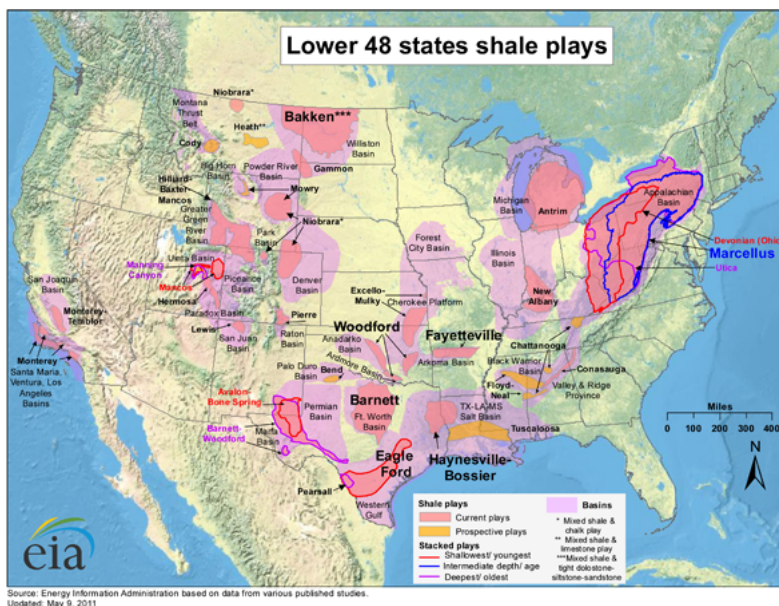 Lower 48 states shale plays
Niobrara*
Montana
Thrust
Belt
Bakken***
Heath**
Cody
Williston
Basin
Big Horn
Basin
Powder River
Basin
Gammon
Hilliard-
Baxter-
Mancos
Mowry
Greater
Green
River
Basin
Niobrara*
Park
Basin
Michigan
Basin
Antrim
Appalachian
Basin
Devonian (Ohio
Marcellus
Utica
Forest
City Basin
Illinois
Basin
Uinta Basin
Manning
Canyon
Mancos
Piceance
Basin
Denver
Basin
Hermosa
Paradox Basin
San Joaquin
Basin
Monterey-
Temblor
Excello-
Mulky
Cherokee Platform
New
Albany
Pierre
Lewis
San Juan
Basin
Raton
Basin
Woodford
Anadarko
Basin
Fayetteville
Chattanooga
Monterey
Santa Maria,
Ventura, Los
Angeles
Basins
Palo Duro
Basin
Bend
Ardmore Basin
Arkoma Basin
Black Warrior
Basin
Conasauga
Floyd-
Neal
Valley & Ridge
Province
Avalon-
Bone Spring
Permian
Basin
Barnett
Ft. Worth
Basin
TX-LA-MS
Salt Basin
Tuscaloosa
Barnett-
Woodford
Marfa
Basin
Eagle
Ford
Haynesville-
Bossier
Pearsall
Western
Gulf
Miles
0 100 200 300 400
N
Shale plays
Current plays
Prospective plays
Stacked plays
Shallowest/ youngest
Intermediate depth/ age
Deepest/ oldest
Basins
* Mixed shale &
chalk play
** Mixed shale &
limestone play
***Mixed shale &
tight dolostone-
siltstone-sandstone
eia
Source: Energy Information Administration based on data from various published studies.
Updated: May 9, 2011